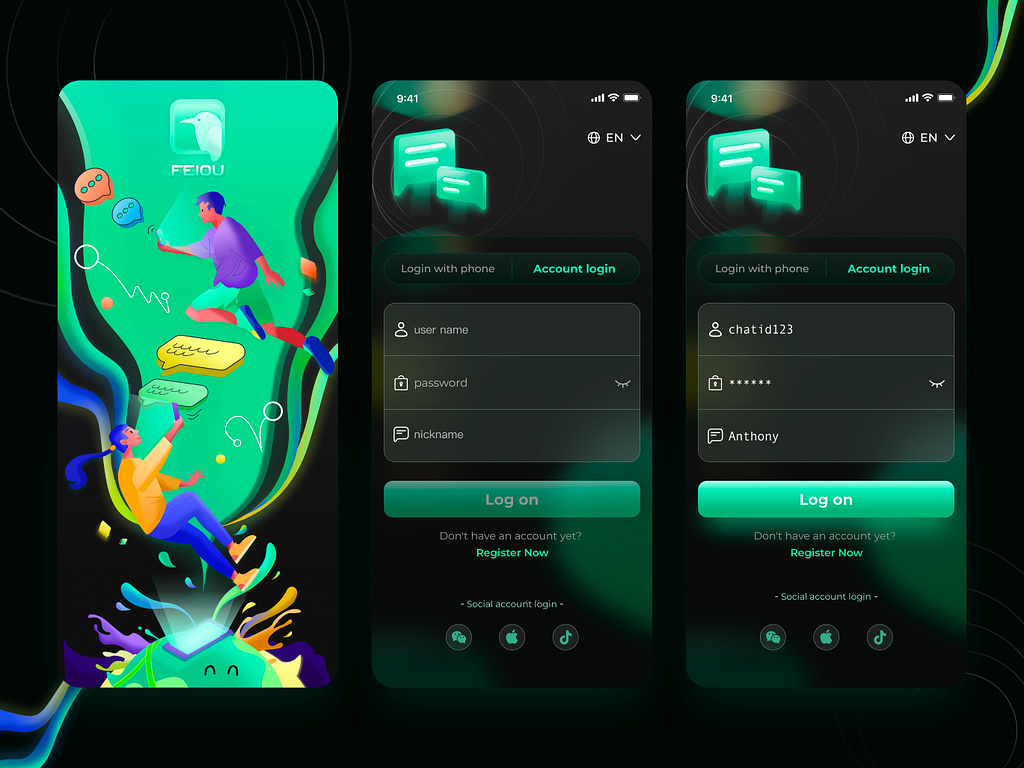 FEIOU
9:41
EN
Login with phone
Account login
user name
password
nickname
Log on
Don't have an account yet?
Register Now
- Social account login -
9:41
EN
Login with phone
Account login
chatid123
******
Anthony
Log on
Don't have an account yet?
Register Now
- Social account login -